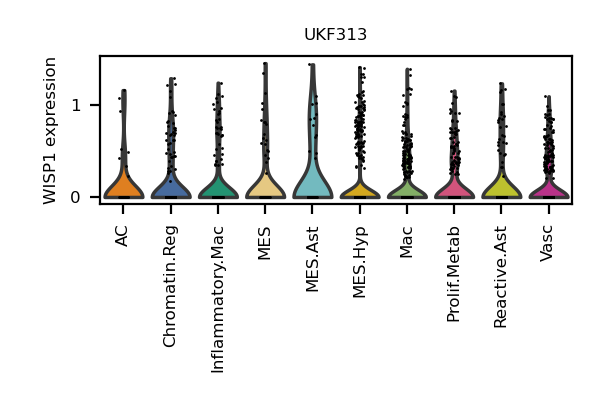 UKF313
WISP1 expression
1
0
AC
Chromatin.Reg
Inflammatory.Mac
MES
MES.Ast
MES.Hyp
Mac
Prolif.Metab
Reactive.Ast
Vasc